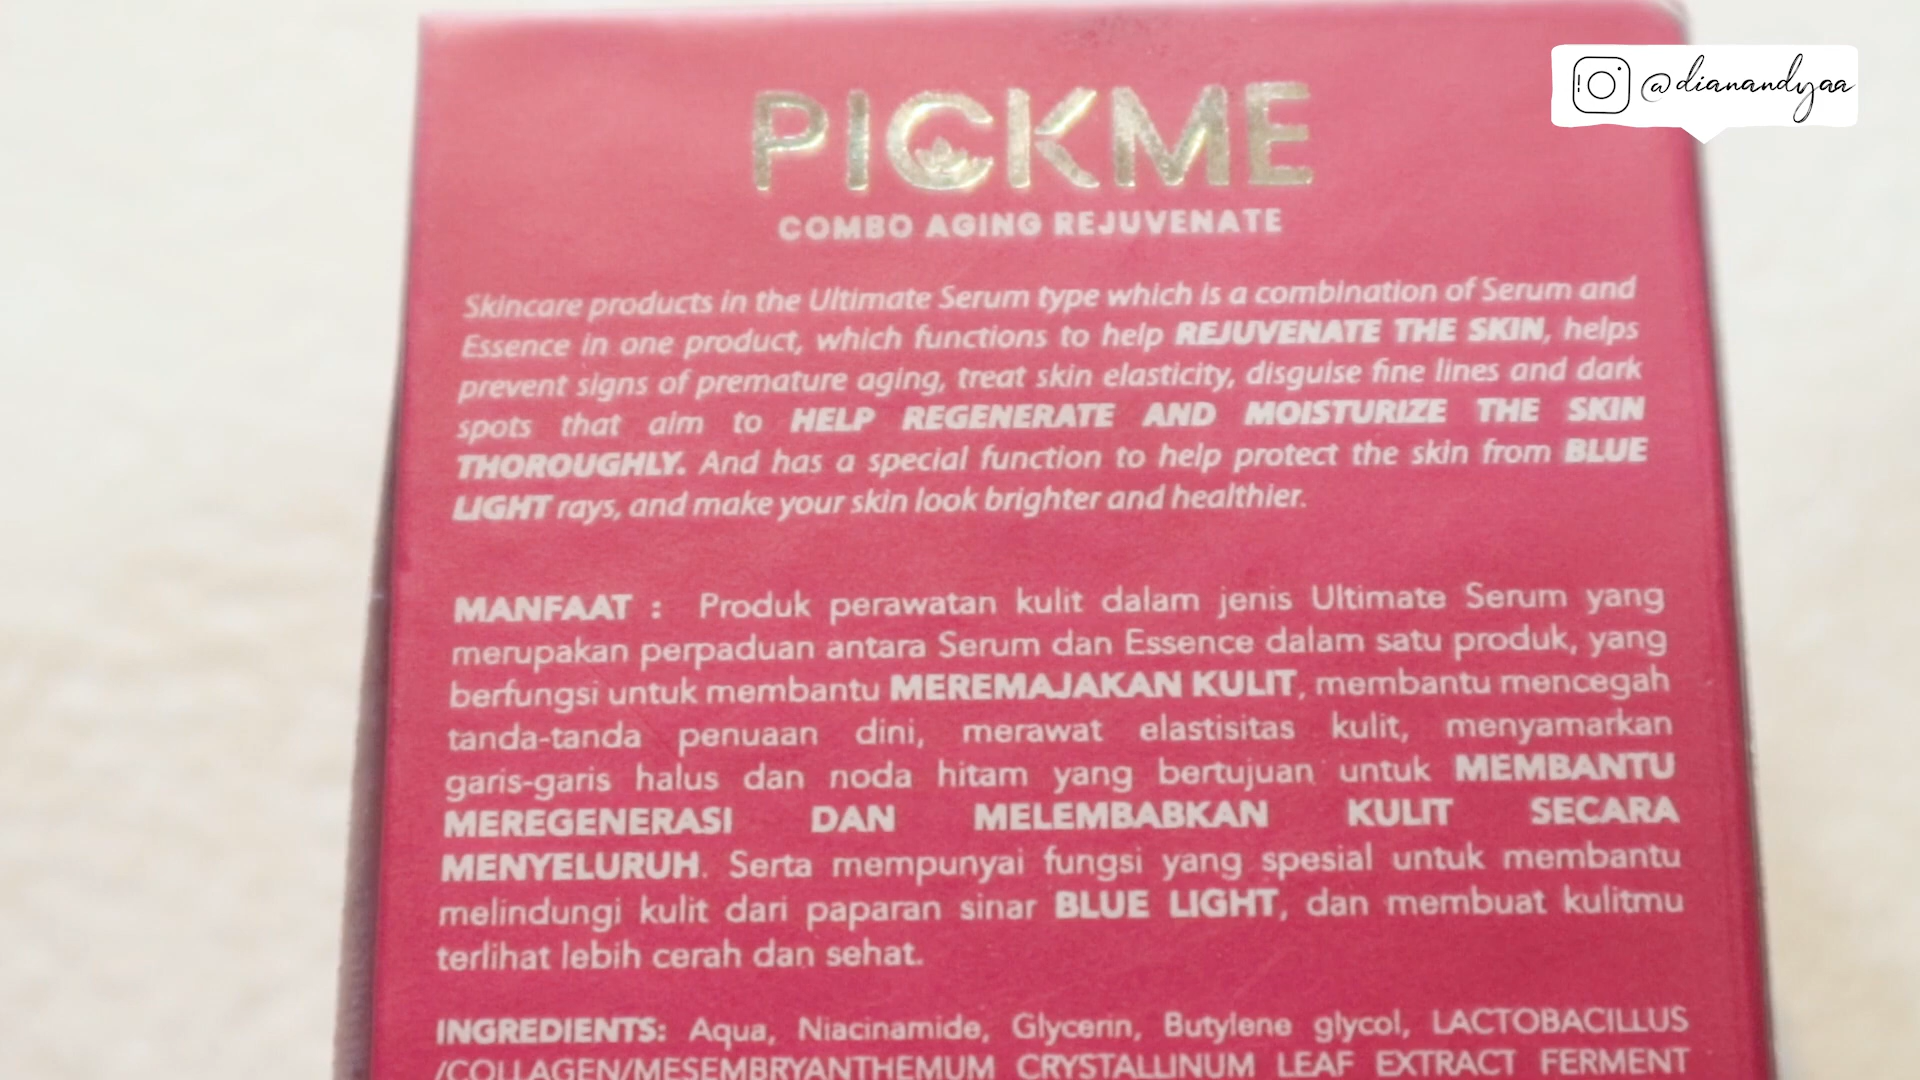 PICKME
COMBO AGING REJUVENATE
@dianandyaa
Skincare products in the Ultimate Serum type which is a combination of Serum and
Essence in one product, which functions to help REJUVENATE THE SKIN, helps
prevent signs of premature aging, treat skin elasticity, disguise fine lines and dark
spots that aim to HELP REGENERATE AND MOISTURIZE THE SKIN
THOROUGHLY. And has a special function to help protect the skin from BLUE
LIGHT rays, and make your skin look brighter and healthier.
MANFAAT : Produk perawatan kulit dalam jenis Ultimate Serum yang
merupakan perpaduan antara Serum dan Essence dalam satu produk, yang
berfungsi untuk membantu MEREMAJAKAN KULIT, membantu mencegah
tanda-tanda penuaan dini, merawat elastisitas kulit, menyamarkan
garis-garis halus dan noda hitam yang bertujuan untuk MEMBANTU
MEREGENERASI DAN MELEMBABKAN KULIT SECARA
MENYELURUH. Serta mempunyai fungsi yang spesial untuk membantu
melindungi kulit dari paparan sinar BLUE LIGHT, dan membuat kulitmu
terlihat lebih cerah dan sehat.
INGREDIENTS: Aqua, Niacinamide, Glycerin, Butylene glycol, LACTOBACILLUS
/COLLAGEN/MESEMBRYANTHEMUM CRYSTALLINUM LEAF EXTRACT FERMENT